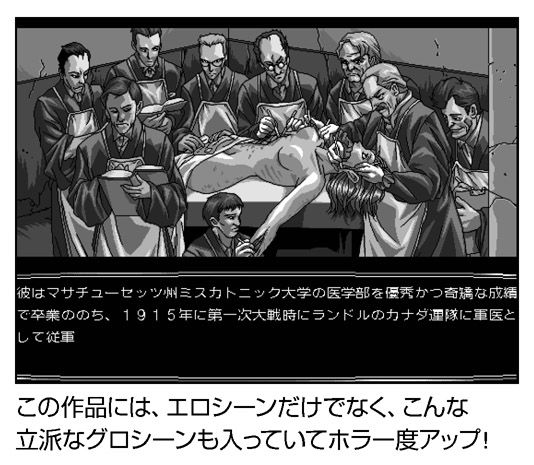 彼はマサチューセッツ州ミスカトニック大学の医学部を優秀かつ奇矯な成績
で卒業ののち、１９１５年に第一次大戦時にランドルのカナダ連隊に軍医と
して従軍
この作品には、エロシーンだけでなく、こんな
立派なグロシーンも入っていてホラー度アップ！